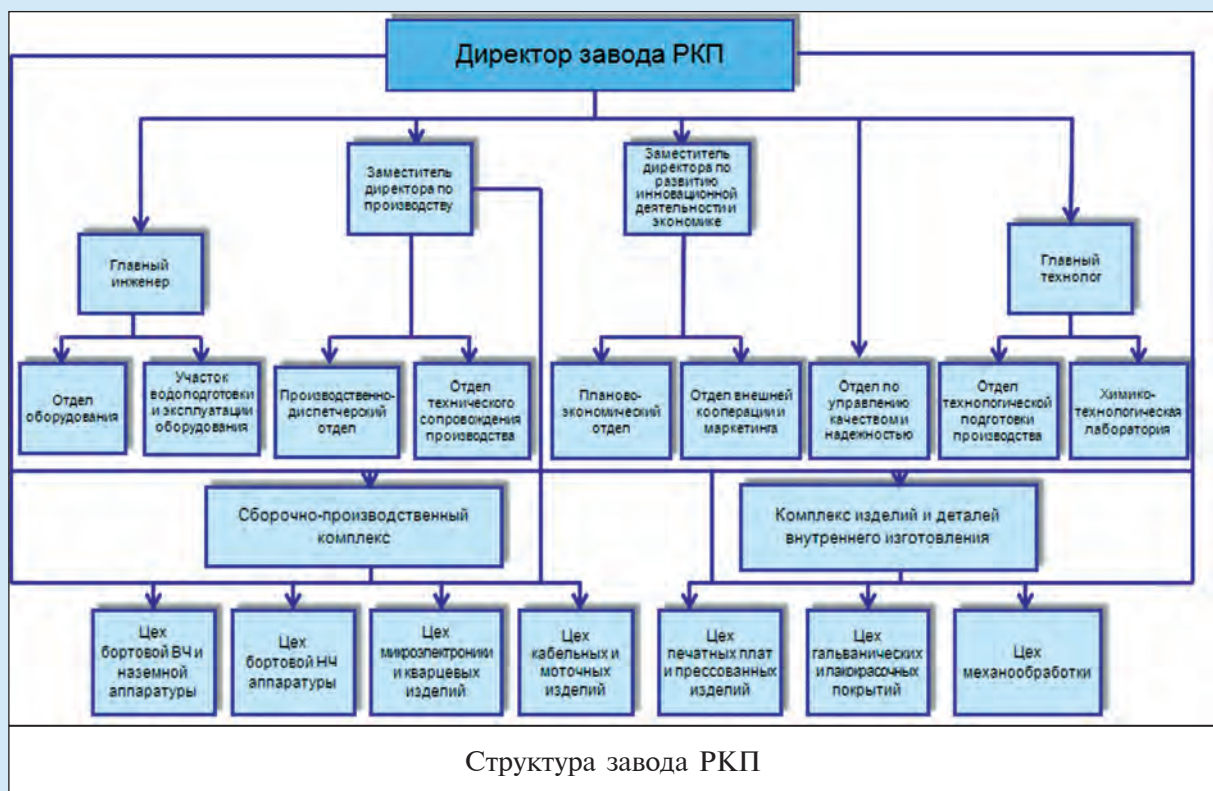 Директор завода РКП
Заместитель
директора по
производству
Заместитель
директора по
развитию
инновационной
деятельности и
экономике
Главный
инженер
Главный
технолог
Отдел
оборудования
Участок
водоподготовки
и эксплуатации
оборудования
Производственно-
диспетчерский
отдел
Отдел
технического
сопровождения
производства
Планово-
экономический
отдел
Отдел внешней
кооперации и
маркетинга
Отдел по
управлению
качеством и
надежностью
Отдел
технологической
подготовки
производства
Химико-
технологическая
лаборатория
Сборочно-производственный
комплекс
Комплекс изделий и деталей
внутреннего изготовления
Цех
бортовой ВЧ и
наземной
аппаратуры
Цех
бортовой НЧ
аппаратуры
Цех
микроэлектроники
и кварцевых
изделий
Цех
кабельных и
моточных
изделий
Цех
печатных плат
и прессованных
изделий
Цех
гальванических
и лакокрасочных
покрытий
Цех
механообработки
Структура завода РКП